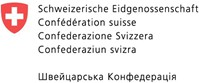 Schweizerische Eidgenossenschaft
Confédération suisse
Confederazione Svizzera
Confederaziun svizra
Швейцарська Конфедерація